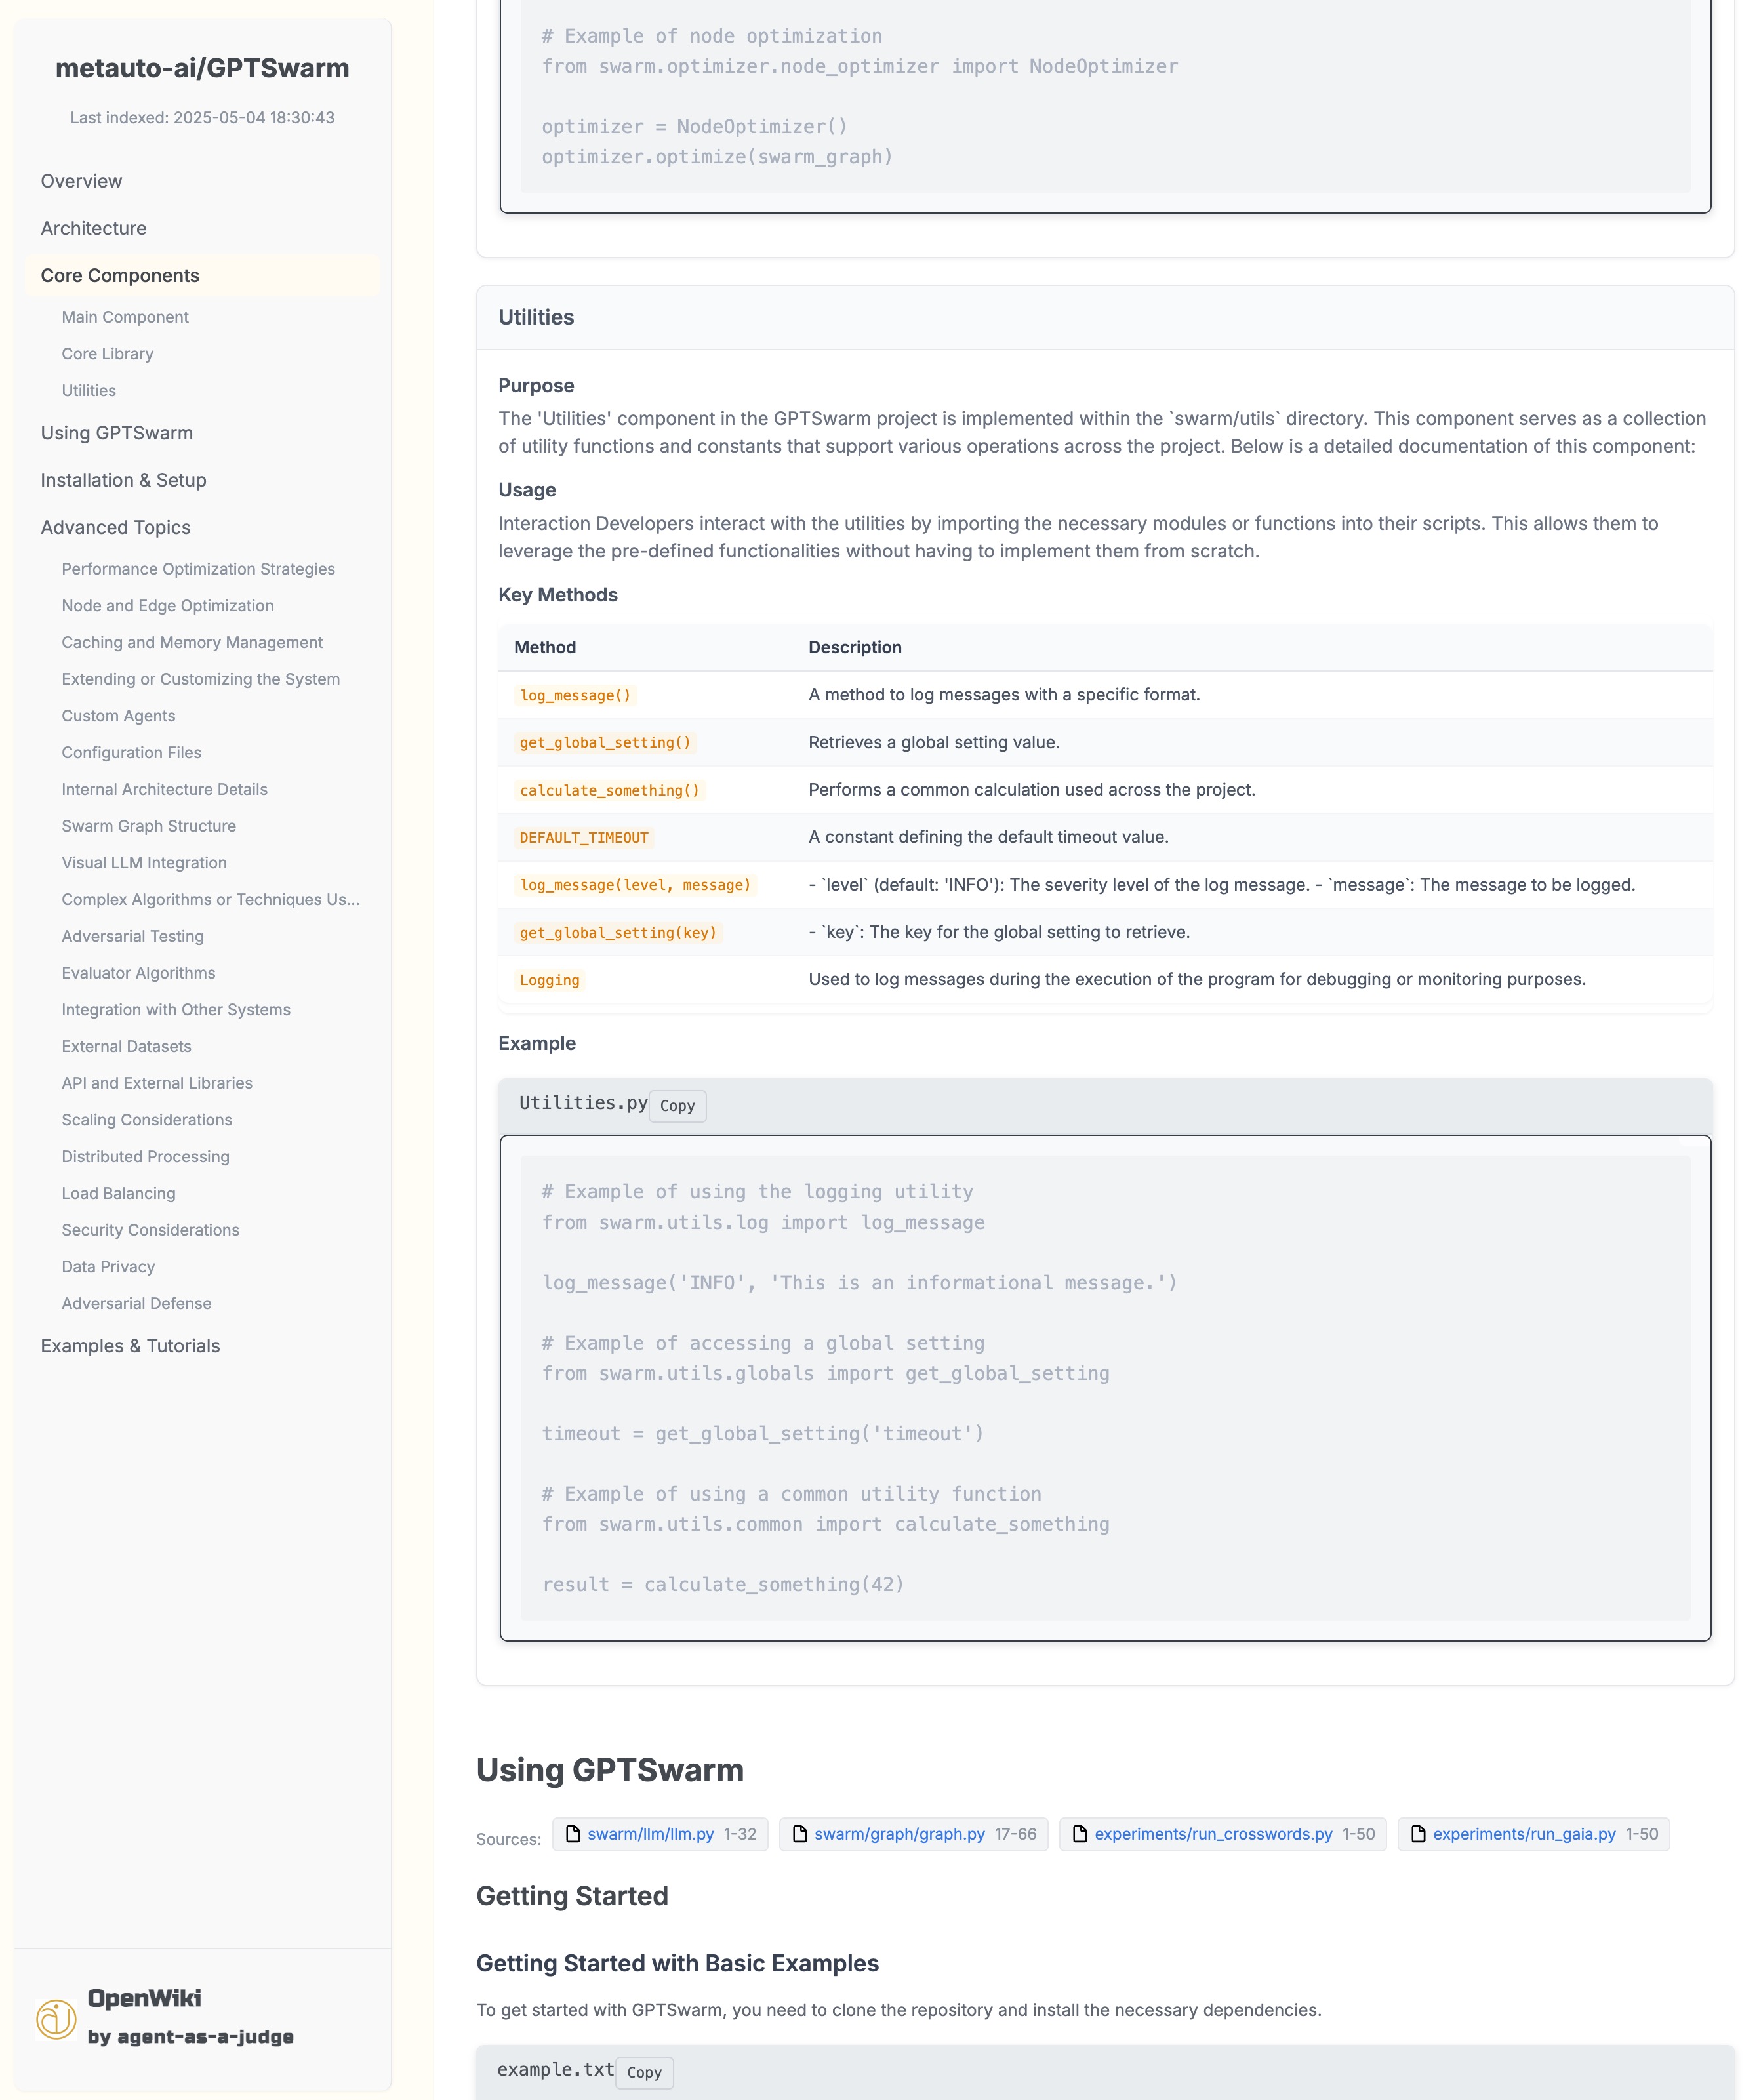 metauto-ai/GPTSwarm
Last indexed: 2025-05-04 18:30:43
Overview
Architecture
Core Components
Main Component
Core Library
Utilities
Using GPTSwarm
Installation & Setup
Advanced Topics
Performance Optimization Strategies
Node and Edge Optimization
Caching and Memory Management
Extending or Customizing the System
Custom Agents
Configuration Files
Internal Architecture Details
Swarm Graph Structure
Visual LLM Integration
Complex Algorithms or Techniques Us...
Adversarial Testing
Evaluator Algorithms
Integration with Other Systems
External Datasets
API and External Libraries
Scaling Considerations
Distributed Processing
Load Balancing
Security Considerations
Data Privacy
Adversarial Defense
Examples & Tutorials
OpenWiki
by agent-as-a-judge
# Example of node optimization
from swarm.optimizer.node_optimizer import NodeOptimizer
optimizer = NodeOptimizer()
optimizer.optimize(swarm_graph)
Utilities
Purpose
The 'Utilities' component in the GPTSwarm project is implemented within the `swarm/utils` directory. This component serves as a collection
of utility functions and constants that support various operations across the project. Below is a detailed documentation of this component:
Usage
Interaction Developers interact with the utilities by importing the necessary modules or functions into their scripts. This allows them to
leverage the pre-defined functionalities without having to implement them from scratch.
Key Methods
Method Description
log_message() A method to log messages with a specific format.
get_global_setting() Retrieves a global setting value.
calculate_something() Performs a common calculation used across the project.
DEFAULT_TIMEOUT A constant defining the default timeout value.
log_message(level, message) - `level` (default: 'INFO'): The severity level of the log message. - `message`: The message to be logged.
get_global_setting(key) - `key`: The key for the global setting to retrieve.
Logging Used to log messages during the execution of the program for debugging or monitoring purposes.
Example
Utilities.py Copy
# Example of using the logging utility
from swarm.utils.log import log_message
log_message('INFO', 'This is an informational message.')
# Example of accessing a global setting
from swarm.utils.globals import get_global_setting
timeout = get_global_setting('timeout')
# Example of using a common utility function
from swarm.utils.common import calculate_something
result = calculate_something(42)
Using GPTSwarm
Sources: swarm/llm/llm.py 1-32 swarm/graph/graph.py 17-66 experiments/run_crosswords.py 1-50 experiments/run_gaia.py 1-50
Getting Started
Getting Started with Basic Examples
To get started with GPTSwarm, you need to clone the repository and install the necessary dependencies.
example.txt Copy